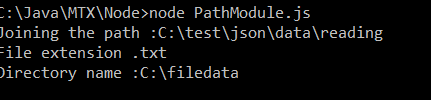 C:\Java\MTX\Node>node PathModule.js
Joining the path :C:\test\json\data\reading
File extension .txt
Directory name :C:\filedata